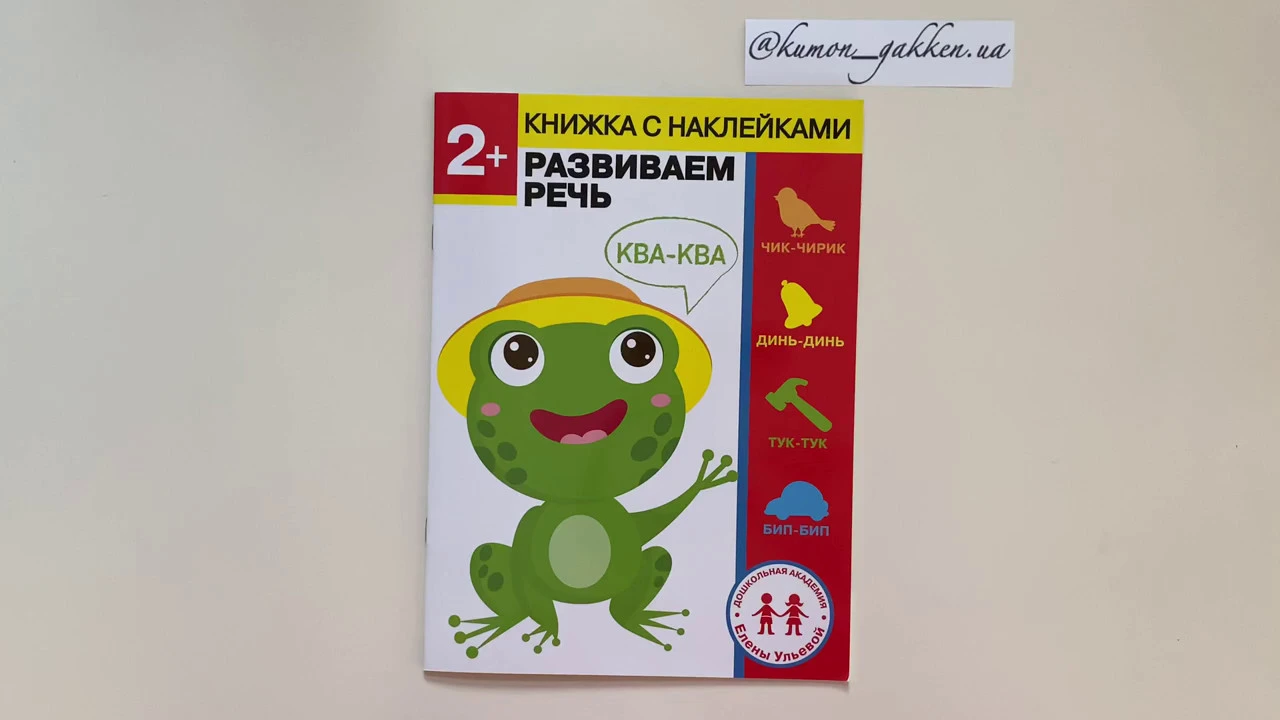 @kumon_gakken.ua
2+
КНИЖКА С НАКЛЕЙКАМИ
РАЗВИВАЕМ
РЕЧЬ
КВА-КВА
ЧИК-ЧИРИК
ДИНЬ-ДИНЬ
ТУК-ТУК
БИП-БИП
ДОШКОЛЬНАЯ АКАДЕМИЯ
Елены Ульевой